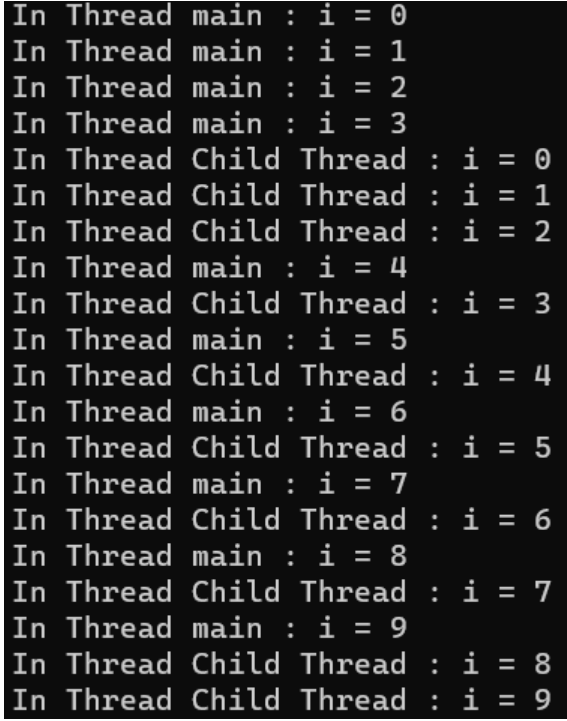 In Thread main : i = 0
In Thread main : i = 1
In Thread main : i = 2
In Thread main : i = 3
In Thread Child Thread : i = 0
In Thread Child Thread : i = 1
In Thread Child Thread : i = 2
In Thread main : i = 4
In Thread Child Thread : i = 3
In Thread main : i = 5
In Thread Child Thread : i = 4
In Thread main : i = 6
In Thread Child Thread : i = 5
In Thread main : i = 7
In Thread Child Thread : i = 6
In Thread main : i = 8
In Thread Child Thread : i = 7
In Thread main : i = 9
In Thread Child Thread : i = 8
In Thread Child Thread : i = 9